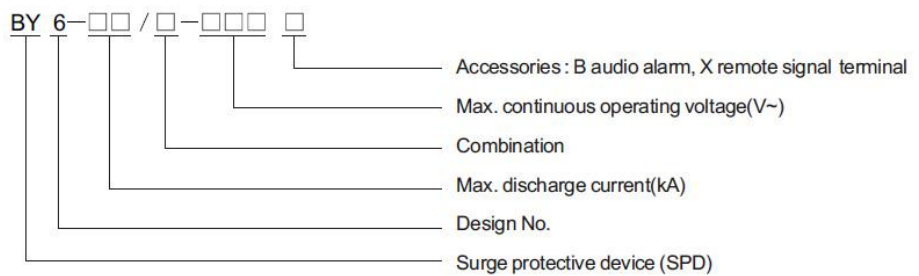 BY 6-□□/□-□□□ □
Accessories : B audio alarm, X remote signal terminal
Max. continuous operating voltage(V~)
Combination
Max. discharge current(kA)
Design No.
Surge protective device (SPD)